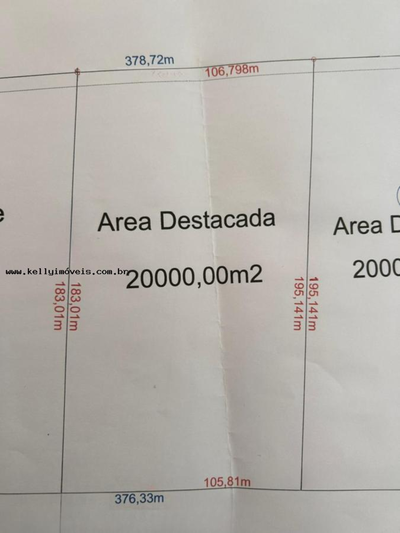 378,72m
106,798m
e
Area Destacada
Area D
www.kellyimóveis.com.br
20000,00m2
2000
183,01m
183,01m
195,141m
195,141m
105,81m
376,33m